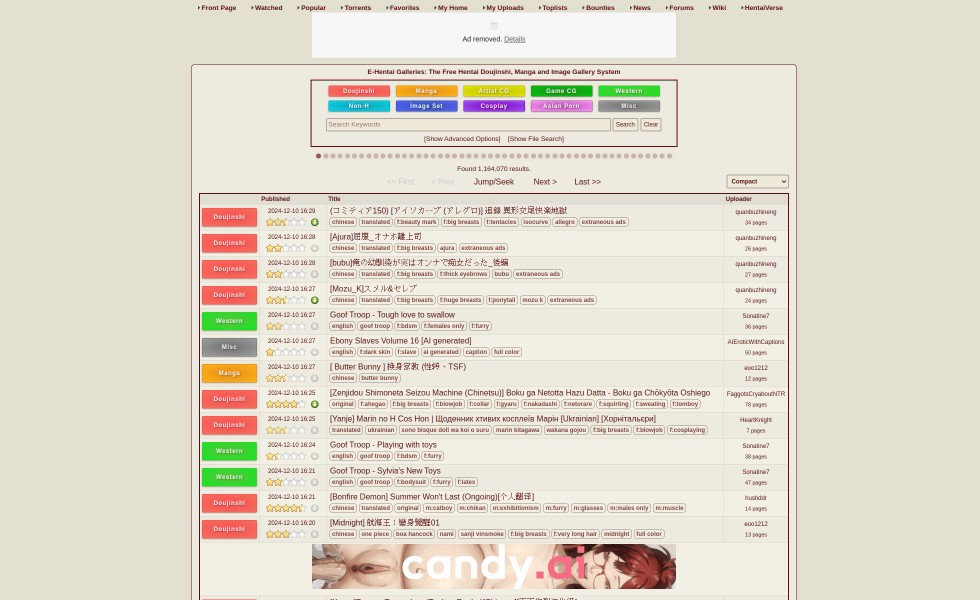 Front Page Watched Popular Torrents Favorites My Home My Uploads Toplists Bounties News Forums Wiki HentaiVerse
Ad removed. Details
E-Hentai Galleries: The Free Hentai Doujinshi, Manga and Image Gallery System
Doujinshi Manga Artist CG Game CG Western
Non-H Image Set Cosplay Asian Porn Misc
Search Keywords Search Clear
[Show Advanced Options] [Show File Search]
Found 1,164,070 results.
<< First < Prev Jump/Seek Next > Last >> Compact
Published Title Uploader
Doujinshi 2024-12-10 16:29 (コミティア150) [アイソカーブ (アレグロ)] 追録 異形交尾快楽地獄 quanbuzhineng
chinese translated f:beauty mark f:big breasts f:tentacles isocurve allegro extraneous ads 34 pages
Doujinshi 2024-12-10 16:28 [Ajura]屈服_オナホ雌上司 quanbuzhineng
chinese translated f:big breasts ajura extraneous ads 26 pages
Doujinshi 2024-12-10 16:28 [bubu]俺の幼馴染が実はオンナで痴女だった_後編 quanbuzhineng
chinese translated f:big breasts f:thick eyebrows bubu extraneous ads 27 pages
Doujinshi 2024-12-10 16:27 [Mozu_K]スメル&セレブ quanbuzhineng
chinese translated f:big breasts f:huge breasts f:ponytail mozu k extraneous ads 24 pages
Western 2024-12-10 16:27 Goof Troop - Tough love to swallow Sonatine7
english goof troop f:bdsm f:females only f:furry 36 pages
Misc 2024-12-10 16:27 Ebony Slaves Volume 16 [AI generated] AIEroticWithCaptions
english f:dark skin f:slave ai generated caption full color 50 pages
Manga 2024-12-10 16:27 [ Butter Bunny ] 換身家教 (性转、TSF) eoo1212
chinese butter bunny 12 pages
Doujinshi 2024-12-10 16:25 [Zenjidou Shimoneta Seizou Machine (Chinetsu)] Boku ga Netotta Hazu Datta - Boku ga Chōkyōta Oshiego FaggotsCryaboutNTR
original f:ahegao f:big breasts f:blowjob f:collar f:gyaru f:nakadashi f:netorare f:squirting f:sweating f:tomboy 78 pages
Doujinshi 2024-12-10 16:25 [Yanje] Marin no H Cos Hon | Щоденник хтивих косплеїв Марін [Ukrainian] [Хорнітальєри] HeartKnight
translated ukrainian sono bisque doll wa koi o suru marin kitagawa wakana gojou f:big breasts f:blowjob f:cosplaying 7 pages
Western 2024-12-10 16:24 Goof Troop - Playing with toys Sonatine7
english goof troop f:bdsm f:furry 38 pages
Western 2024-12-10 16:21 Goof Troop - Sylvia's New Toys Sonatine7
english goof troop f:bodysuit f:furry f:latex 47 pages
Doujinshi 2024-12-10 16:21 [Bonfire Demon] Summer Won't Last (Ongoing)[个人翻译] hushddr
chinese translated original m:catboy m:chikan m:exhibitionism m:furry m:glasses m:males only m:muscle 14 pages
Doujinshi 2024-12-10 16:20 [Midnight] 航海王：變身覺醒01 eoo1212
chinese one piece boa hancock nami sanji vinsmoke f:big breasts f:very long hair midnight full color 13 pages
candy.ai